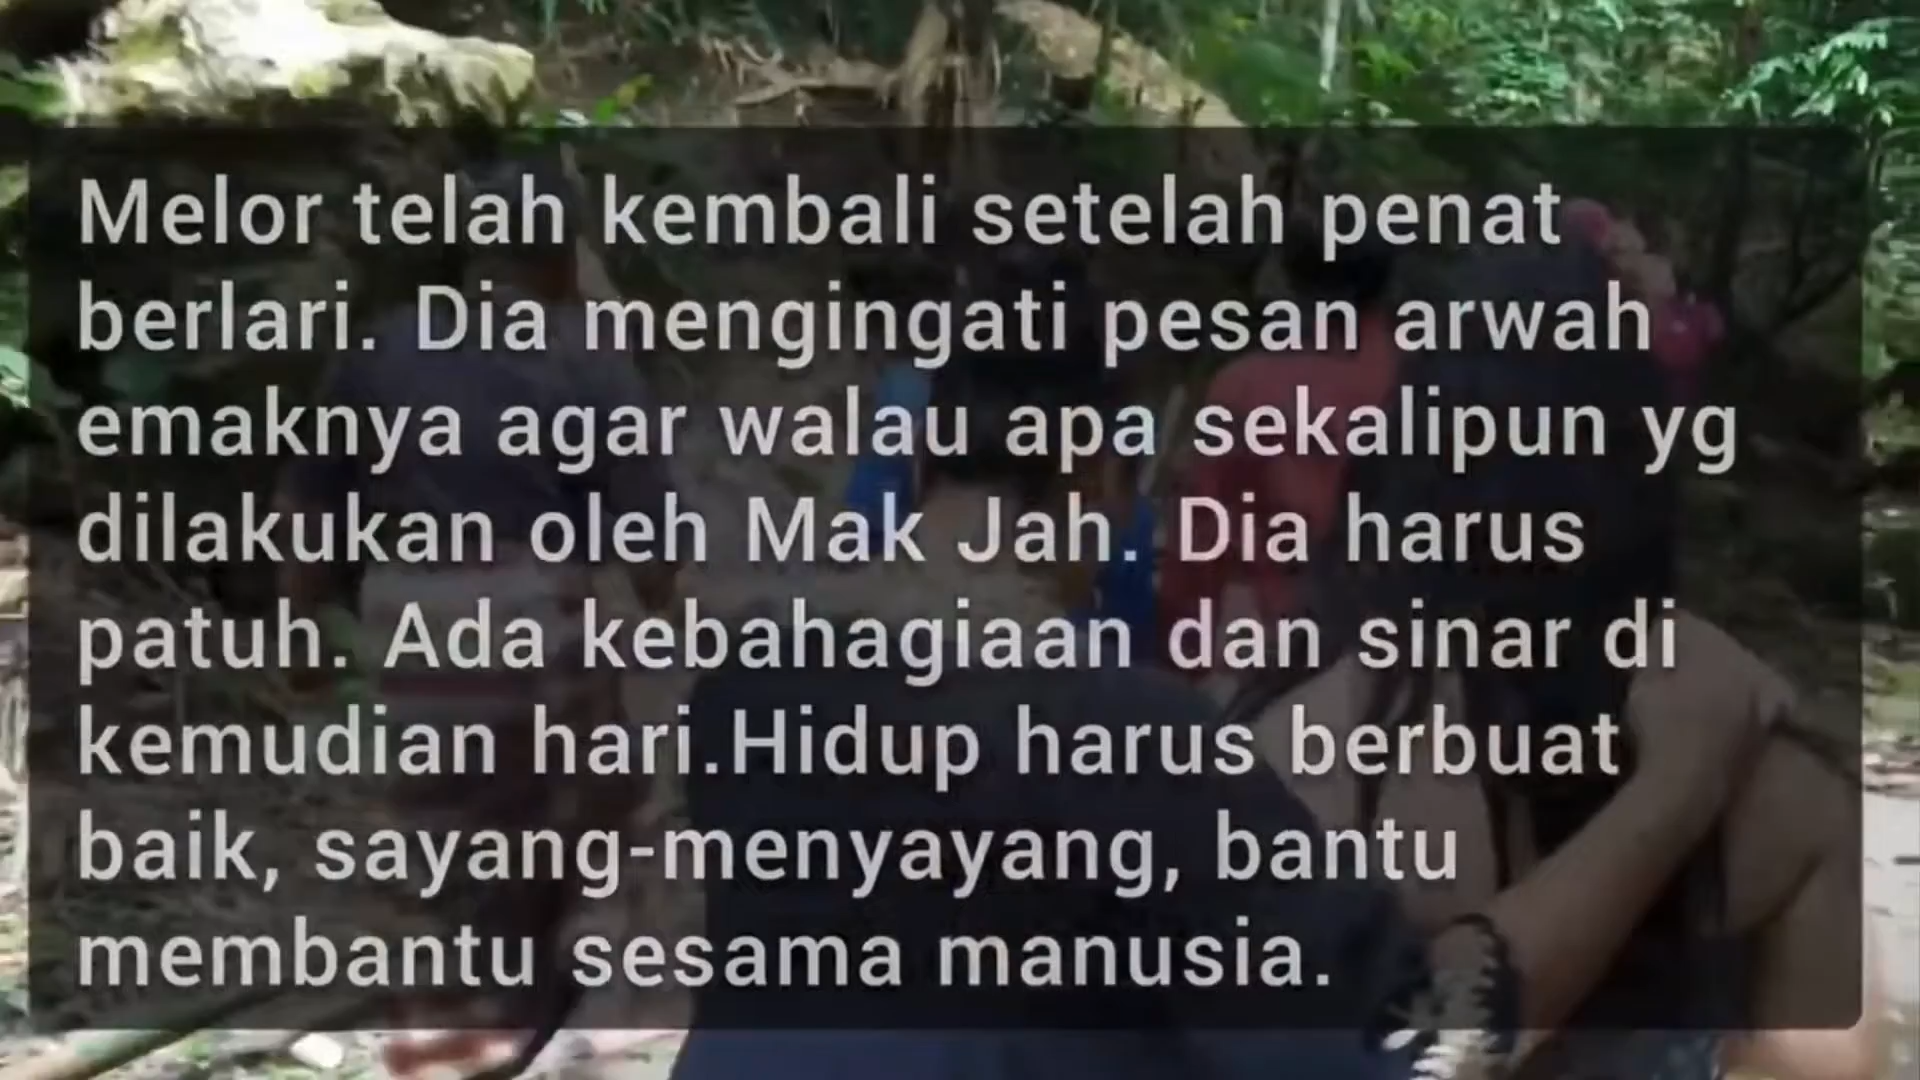 Melor telah kembali setelah penat
berlari. Dia mengingati pesan arwah
emaknya agar walau apa sekalipun yg
dilakukan oleh Mak Jah. Dia harus
patuh. Ada kebahagiaan dan sinar di
kemudian hari.Hidup harus berbuat
baik, sayang-menyayang, bantu
membantu sesama manusia.